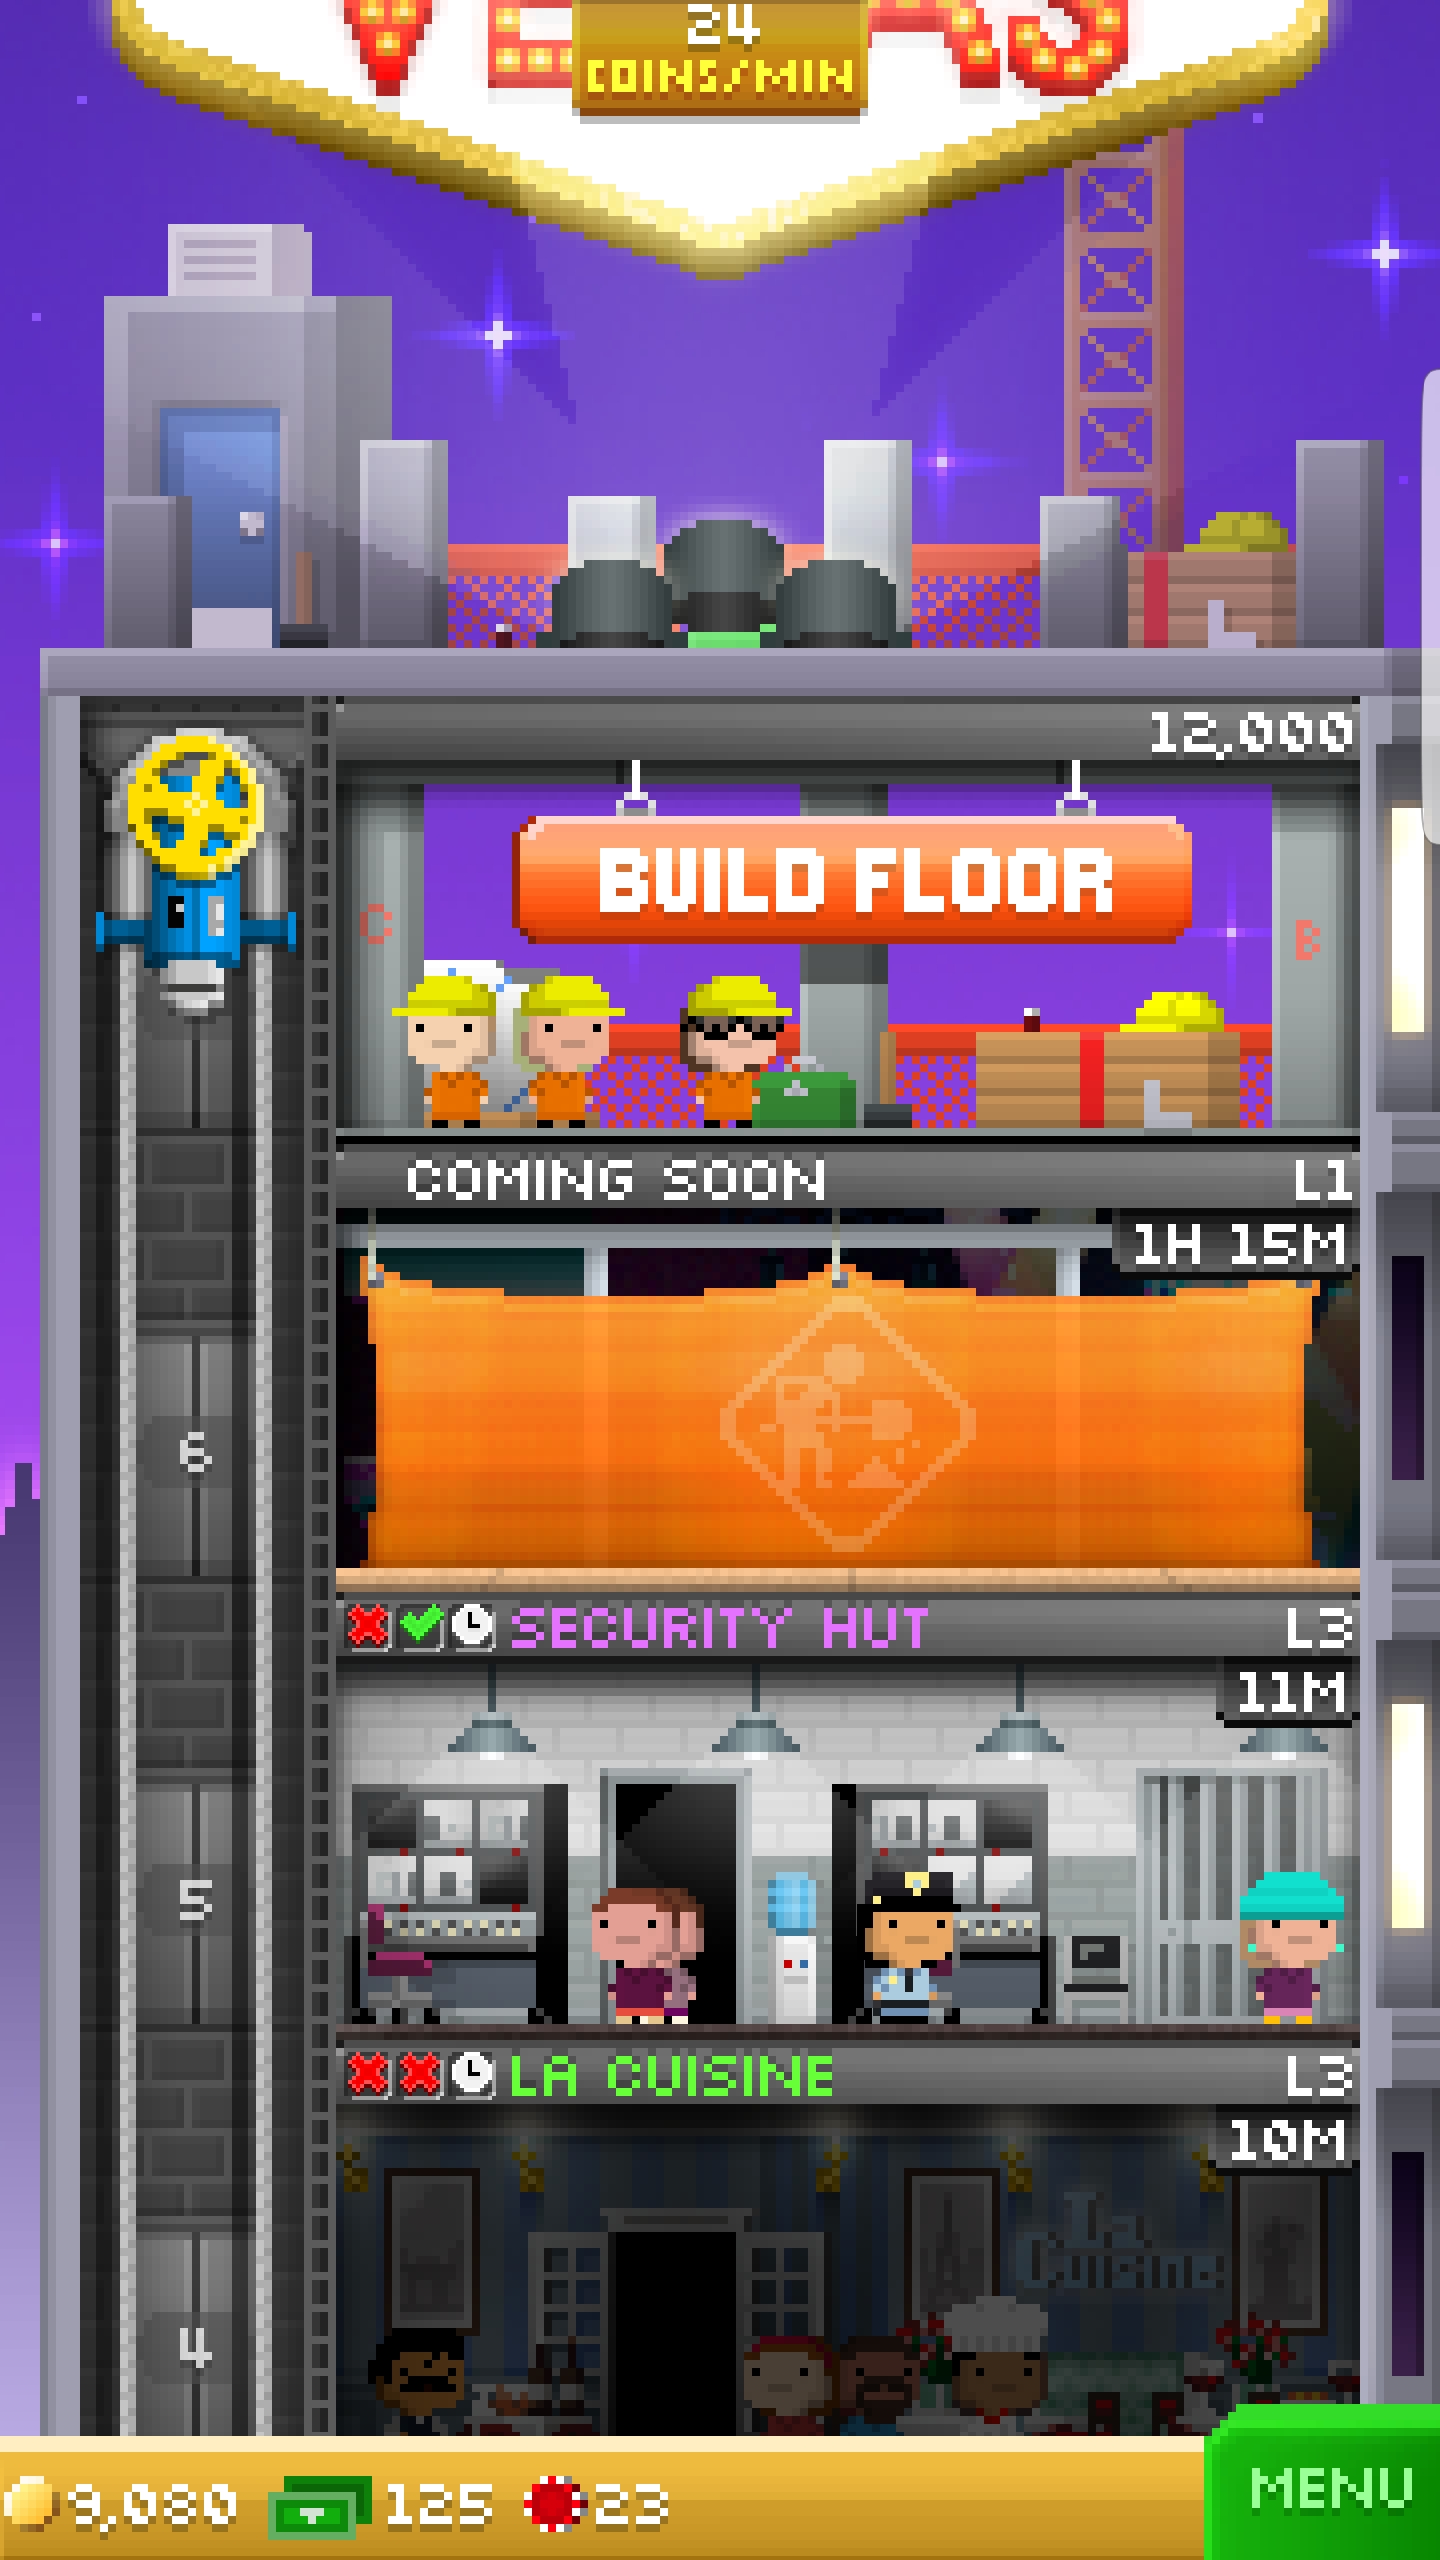 24
COINS/MIN
12,000
BUILD FLOOR
C
B
COMING SOON L1
1H 15M
6
SECURITY HUT L3
11M
5
LA CUISINE L3
10M
La
Cuisine
4
9,080 125 23
MENU